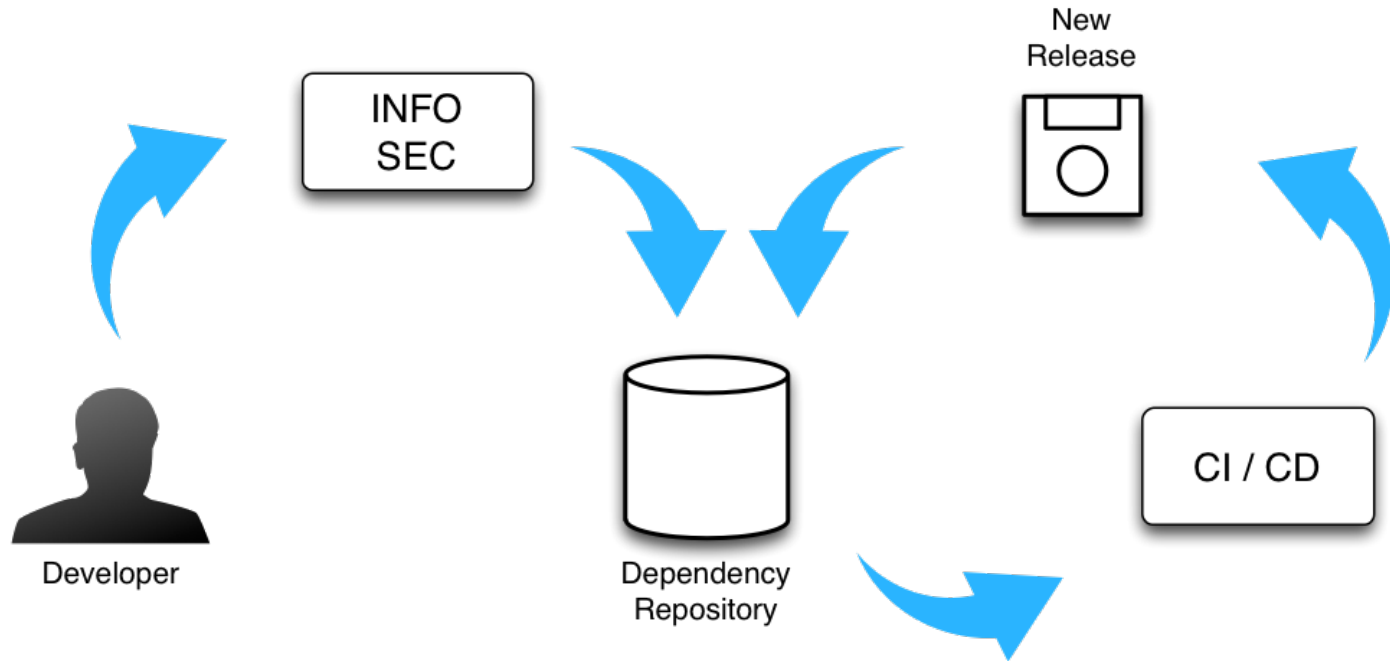 New
Release
INFO
SEC
CI / CD
Developer
Dependency
Repository